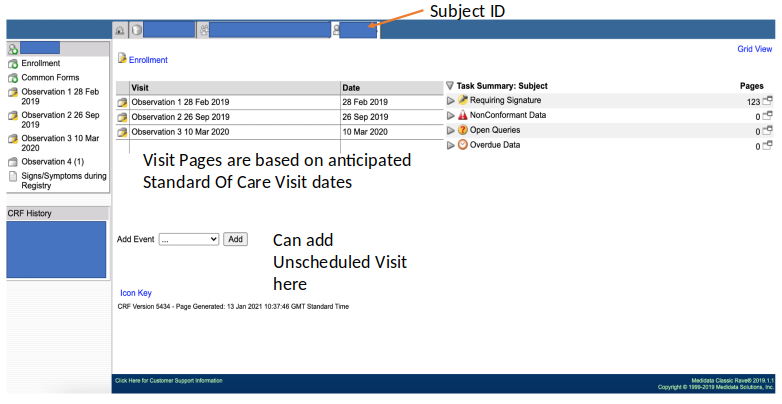 Subject ID
Grid View
Enrollment
Enrollment
Common Forms
Observation 1 28 Feb
2019
Observation 2 26 Sep
2019
Observation 3 10 Mar
2020
Observation 4 (1)
Signs/Symptoms during
Registry
CRF History
Visit Date
Observation 1 28 Feb 2019 28 Feb 2019
Observation 2 26 Sep 2019 26 Sep 2019
Observation 3 10 Mar 2020 10 Mar 2020
Task Summary: Subject Pages
Requiring Signature 123
NonConformant Data 0
Open Queries 0
Overdue Data 0
Visit Pages are based on anticipated
Standard Of Care Visit dates
Add Event ... Add
Can add
Unscheduled Visit
here
Icon Key
CRF Version 5434 - Page Generated: 13 Jan 2021 10:37:46 GMT Standard Time
Click Here for Customer Support Information
Medidata Classic Rave® 2019.1.1
Copyright © 1999-2019 Medidata Solutions, Inc.